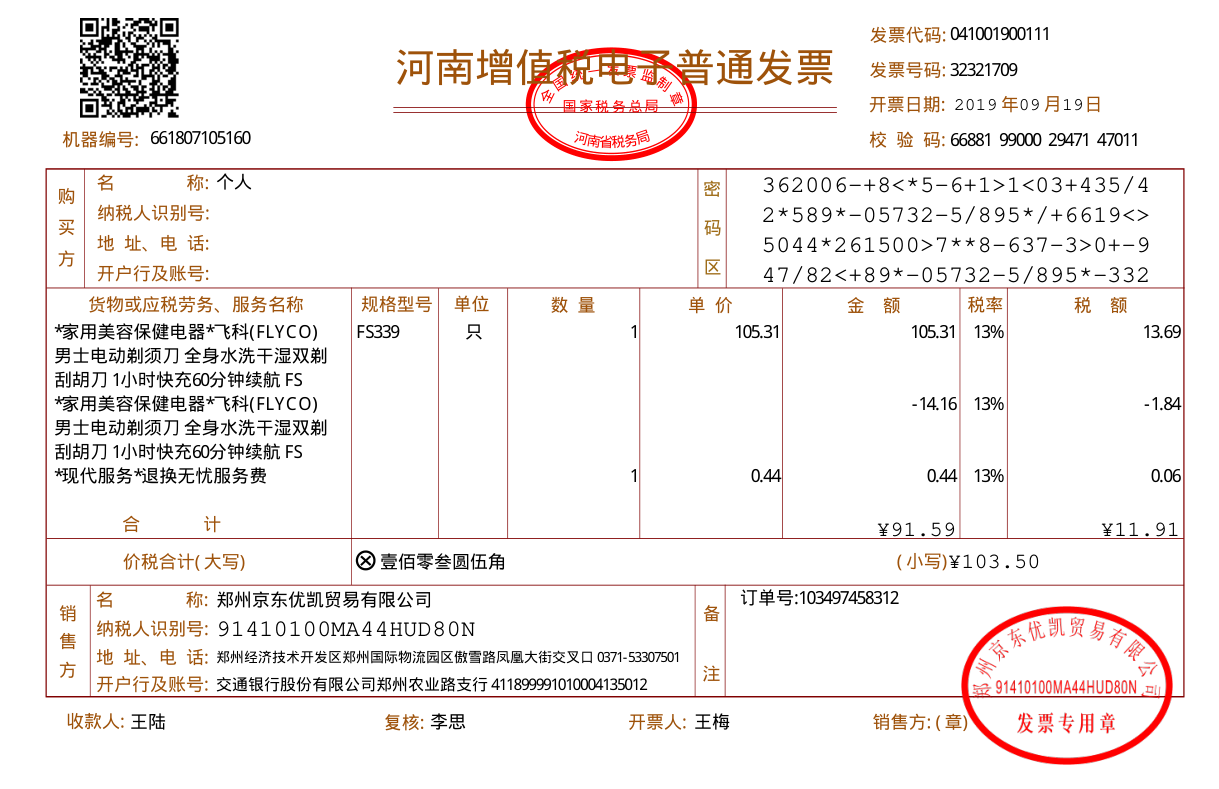 河南增值税电子普通发票
全国统一发票监制章
国家税务总局
河南省税务局
发票代码: 041001900111
发票号码: 32321709
开票日期: 2019 年09 月19日
校 验 码: 66881 99000 29471 47011
机器编号: 661807105160
购买方
名 称: 个人
纳税人识别号:
地 址、电 话:
开户行及账号:
密码区
362006-+8<*5-6+1>1<03+435/4
2*589*-05732-5/895*/+6619<>
5044*261500>7**8-637-3>0+-9
47/82<+89*-05732-5/895*-332
货物或应税劳务、服务名称 规格型号 单位 数 量 单 价 金 额 税率 税 额
*家用美容保健电器*飞科(FLYCO) FS339 只 1 105.31 105.31 13% 13.69
男士电动剃须刀 全身水洗干湿双剃
刮胡刀 1小时快充60分钟续航 FS
*家用美容保健电器*飞科(FLYCO) -14.16 13% -1.84
男士电动剃须刀 全身水洗干湿双剃
刮胡刀 1小时快充60分钟续航 FS
*现代服务*退换无忧服务费 1 0.44 0.44 13% 0.06
合 计 ¥91.59 ¥11.91
价税合计( 大写) ⊗ 壹佰零叁圆伍角 ( 小写)¥103.50
销售方
名 称: 郑州京东优凯贸易有限公司
纳税人识别号: 91410100MA44HUD80N
地 址、电 话: 郑州经济技术开发区郑州国际物流园区傲雪路凤凰大街交叉口 0371-53307501
开户行及账号: 交通银行股份有限公司郑州农业路支行 411899991010004135012
备注
订单号:103497458312
郑州京东优凯贸易有限公司
91410100MA44HUD80N
发票专用章
收款人: 王陆 复核: 李思 开票人: 王梅 销售方: ( 章)